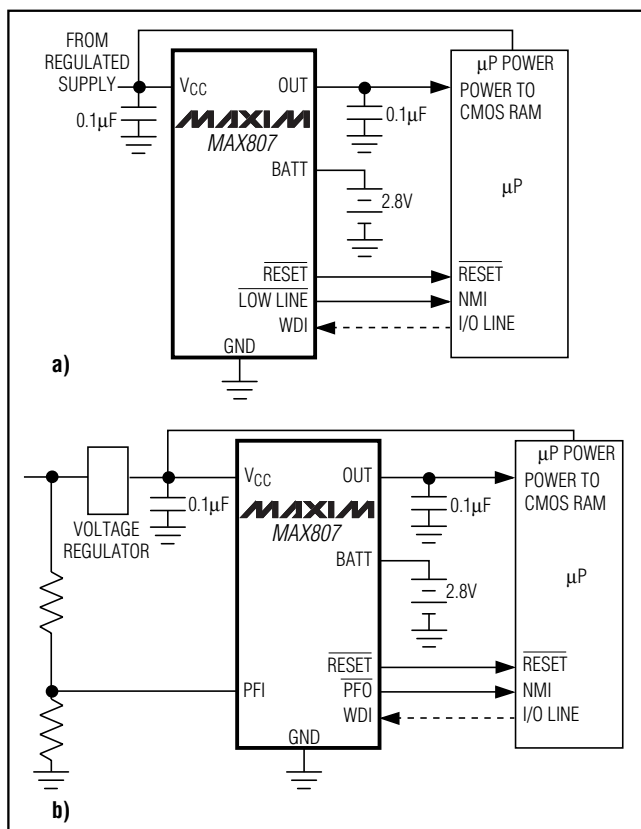 FROM
REGULATED
SUPPLY
0.1µF
VCC
OUT
MAXIM
MAX807
BATT
0.1µF
2.8V
RESET
LOW LINE
WDI
GND
µP POWER
POWER TO
CMOS RAM
µP
RESET
NMI
I/O LINE
a)
VOLTAGE
REGULATOR
0.1µF
VCC
OUT
MAXIM
MAX807
BATT
0.1µF
2.8V
PFI
RESET
PFO
WDI
GND
µP POWER
POWER TO
CMOS RAM
µP
RESET
NMI
I/O LINE
b)